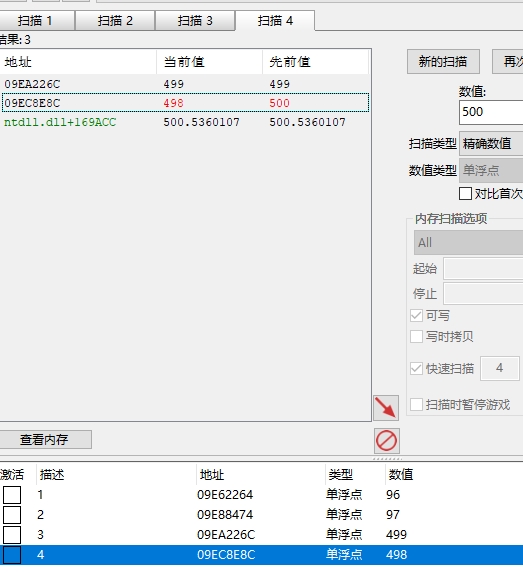 扫描 1 扫描 2 扫描 3 扫描 4
结果: 3
地址 当前值 先前值
09EA226C 499 499
09EC8E8C 498 500
ntdll.dll+169ACC 500.5360107 500.5360107
新的扫描 再次
数值:
500
扫描类型 精确数值
数值类型 单浮点
对比首次
内存扫描选项
All
起始
停止
可写
写时拷贝
快速扫描 4
扫描时暂停游戏
查看内存
激活 描述 地址 类型 数值
1 09E62264 单浮点 96
2 09E88474 单浮点 97
3 09EA226C 单浮点 499
4 09EC8E8C 单浮点 498